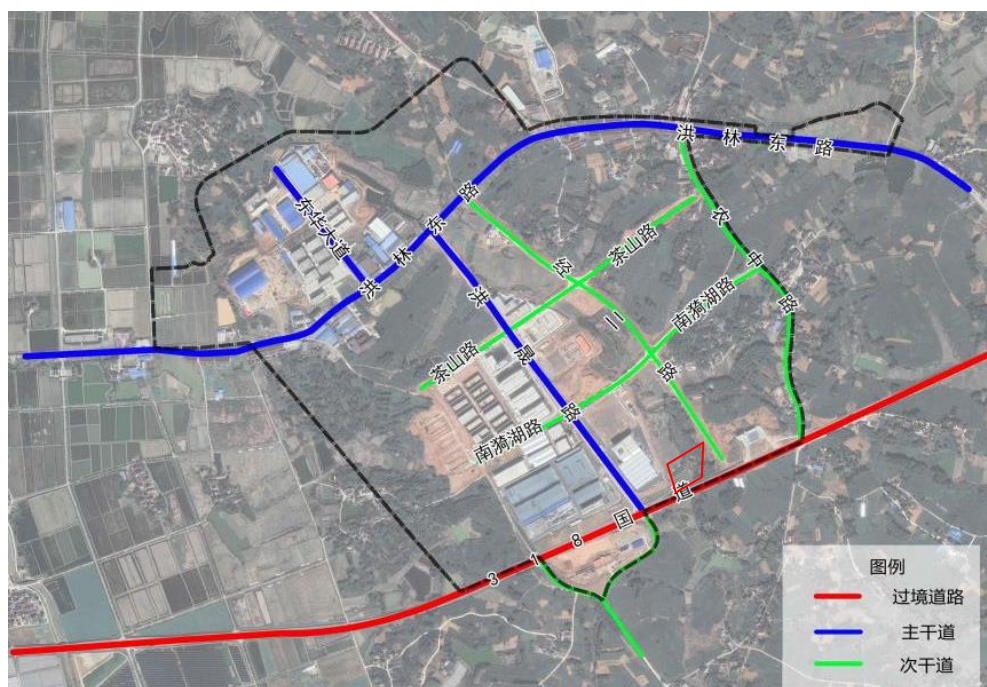 洪林东路
东华大道
洪林东路
农中路
茶山路
经二路
洪晟路
南漪湖路
茶山路
南漪湖路
318国道
图例
过境道路
主干道
次干道